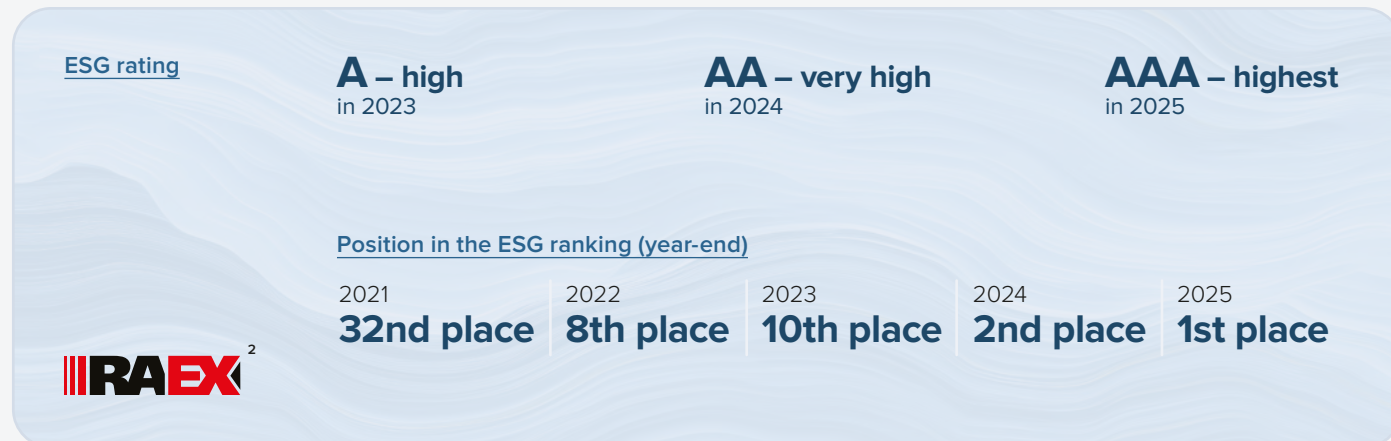 ESG rating
A – high
in 2023
AA – very high
in 2024
AAA – highest
in 2025
Position in the ESG ranking (year-end)
2021
32nd place
2022
8th place
2023
10th place
2024
2nd place
2025
1st place
RAEX 2